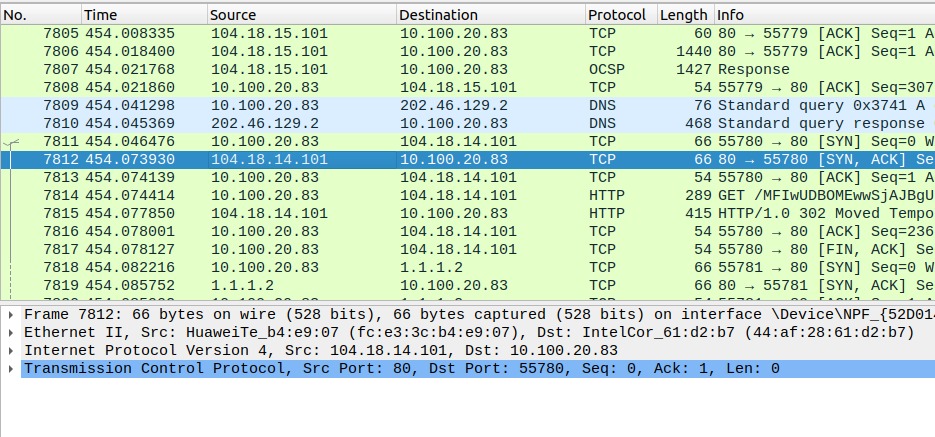 No. Time Source Destination Protocol Length Info
7805 454.008335 104.18.15.101 10.100.20.83 TCP 60 80 → 55779 [ACK] Seq=1 A
7806 454.018400 104.18.15.101 10.100.20.83 TCP 1440 80 → 55779 [ACK] Seq=1 A
7807 454.021768 104.18.15.101 10.100.20.83 OCSP 1427 Response
7808 454.021860 10.100.20.83 104.18.15.101 TCP 54 55779 → 80 [ACK] Seq=307
7809 454.041298 10.100.20.83 202.46.129.2 DNS 76 Standard query 0x3741 A
7810 454.045369 202.46.129.2 10.100.20.83 DNS 468 Standard query response
7811 454.046476 10.100.20.83 104.18.14.101 TCP 66 55780 → 80 [SYN] Seq=0 W
7812 454.073930 104.18.14.101 10.100.20.83 TCP 66 80 → 55780 [SYN, ACK] Se
7813 454.074139 10.100.20.83 104.18.14.101 TCP 54 55780 → 80 [ACK] Seq=1 A
7814 454.074414 10.100.20.83 104.18.14.101 HTTP 289 GET /MFIwUDBOMEwwSjAJBgU
7815 454.077850 104.18.14.101 10.100.20.83 HTTP 415 HTTP/1.0 302 Moved Tempo
7816 454.078001 10.100.20.83 104.18.14.101 TCP 54 55780 → 80 [ACK] Seq=236
7817 454.078127 10.100.20.83 104.18.14.101 TCP 54 55780 → 80 [FIN, ACK] Se
7818 454.082216 10.100.20.83 1.1.1.2 TCP 66 55781 → 80 [SYN] Seq=0 W
7819 454.085752 1.1.1.2 10.100.20.83 TCP 66 80 → 55781 [SYN, ACK] Se
Frame 7812: 66 bytes on wire (528 bits), 66 bytes captured (528 bits) on interface \Device\NPF_{52D014
Ethernet II, Src: HuaweiTe_b4:e9:07 (fc:e3:3c:b4:e9:07), Dst: IntelCor_61:d2:b7 (44:af:28:61:d2:b7)
Internet Protocol Version 4, Src: 104.18.14.101, Dst: 10.100.20.83
Transmission Control Protocol, Src Port: 80, Dst Port: 55780, Seq: 0, Ack: 1, Len: 0